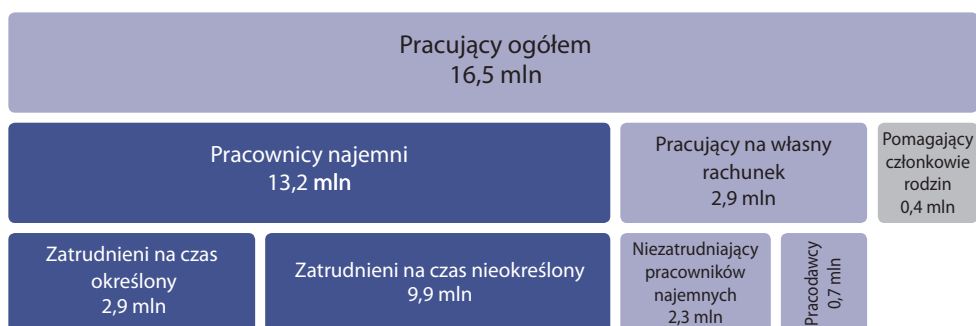 Pracujący ogółem
16,5 mln
Pracownicy najemni
13,2 mln
Pracujący na własny
rachunek
2,9 mln
Pomagający
członkowie
rodzin
0,4 mln
Zatrudnieni na czas
określony
2,9 mln
Zatrudnieni na czas nieokreślony
9,9 mln
Niezatrudniający
pracowników
najemnych
2,3 mln
Pracodawcy
0,7 mln